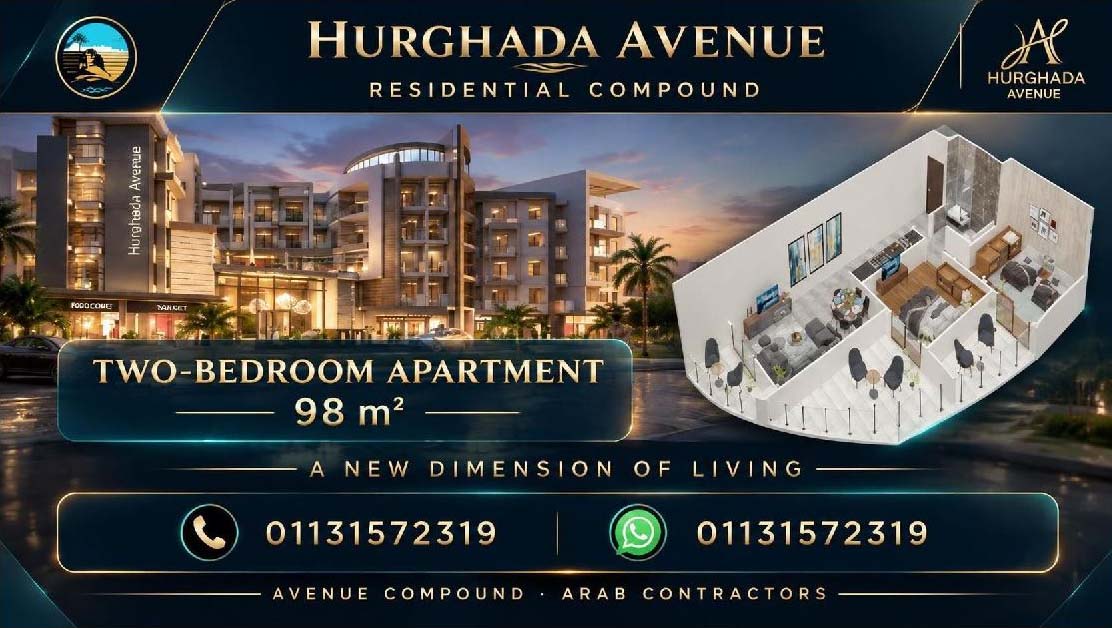 HURGHADA AVENUE
RESIDENTIAL COMPOUND
HURGHADA
AVENUE
Hurghada Avenue
TWO-BEDROOM APARTMENT
98 m²
A NEW DIMENSION OF LIVING
01131572319
01131572319
AVENUE COMPOUND · ARAB CONTRACTORS